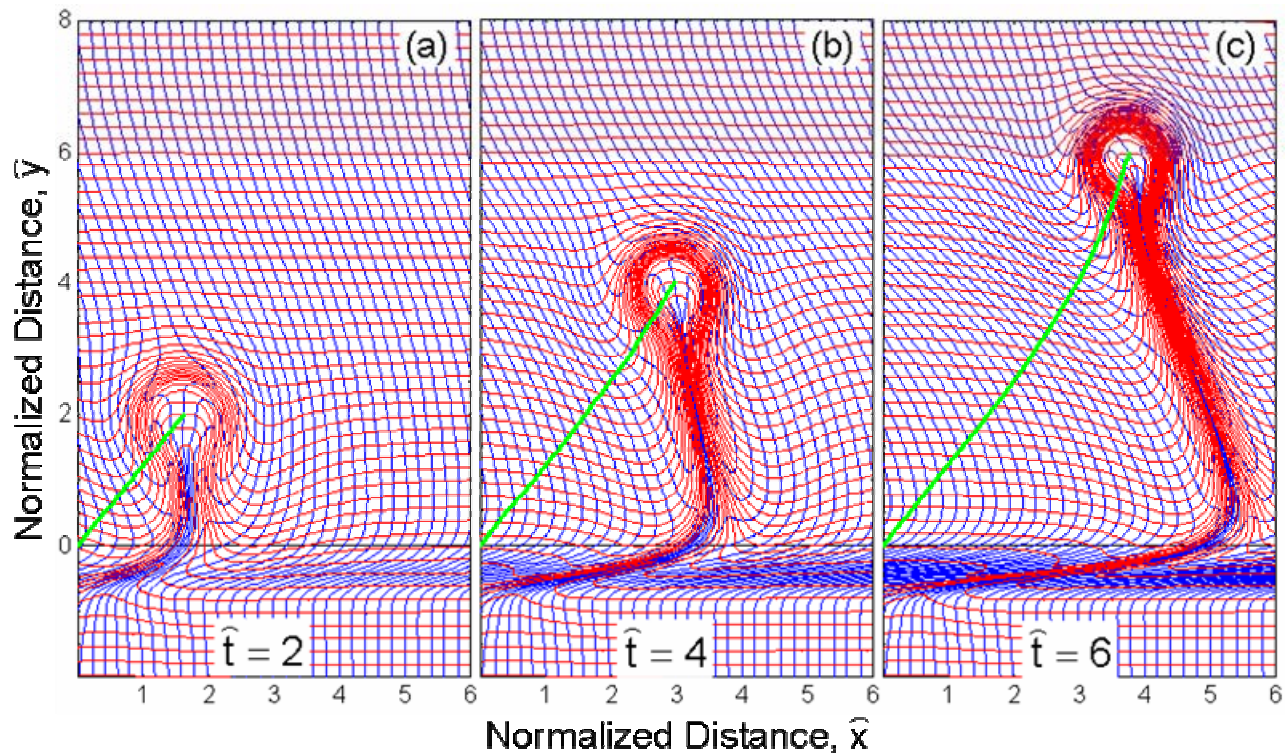 (a)
(b)
(c)
8
6
4
2
0
Normalized Distance, ŷ
t̂ = 2
t̂ = 4
t̂ = 6
1 2 3 4 5 6
1 2 3 4 5 6
1 2 3 4 5 6
Normalized Distance, x̂